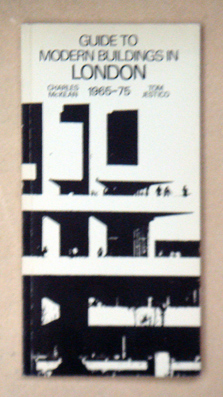 GUIDE TO
MODERN BUILDINGS IN
LONDON
CHARLES McKEAN 1965-75 TOM JESTICO